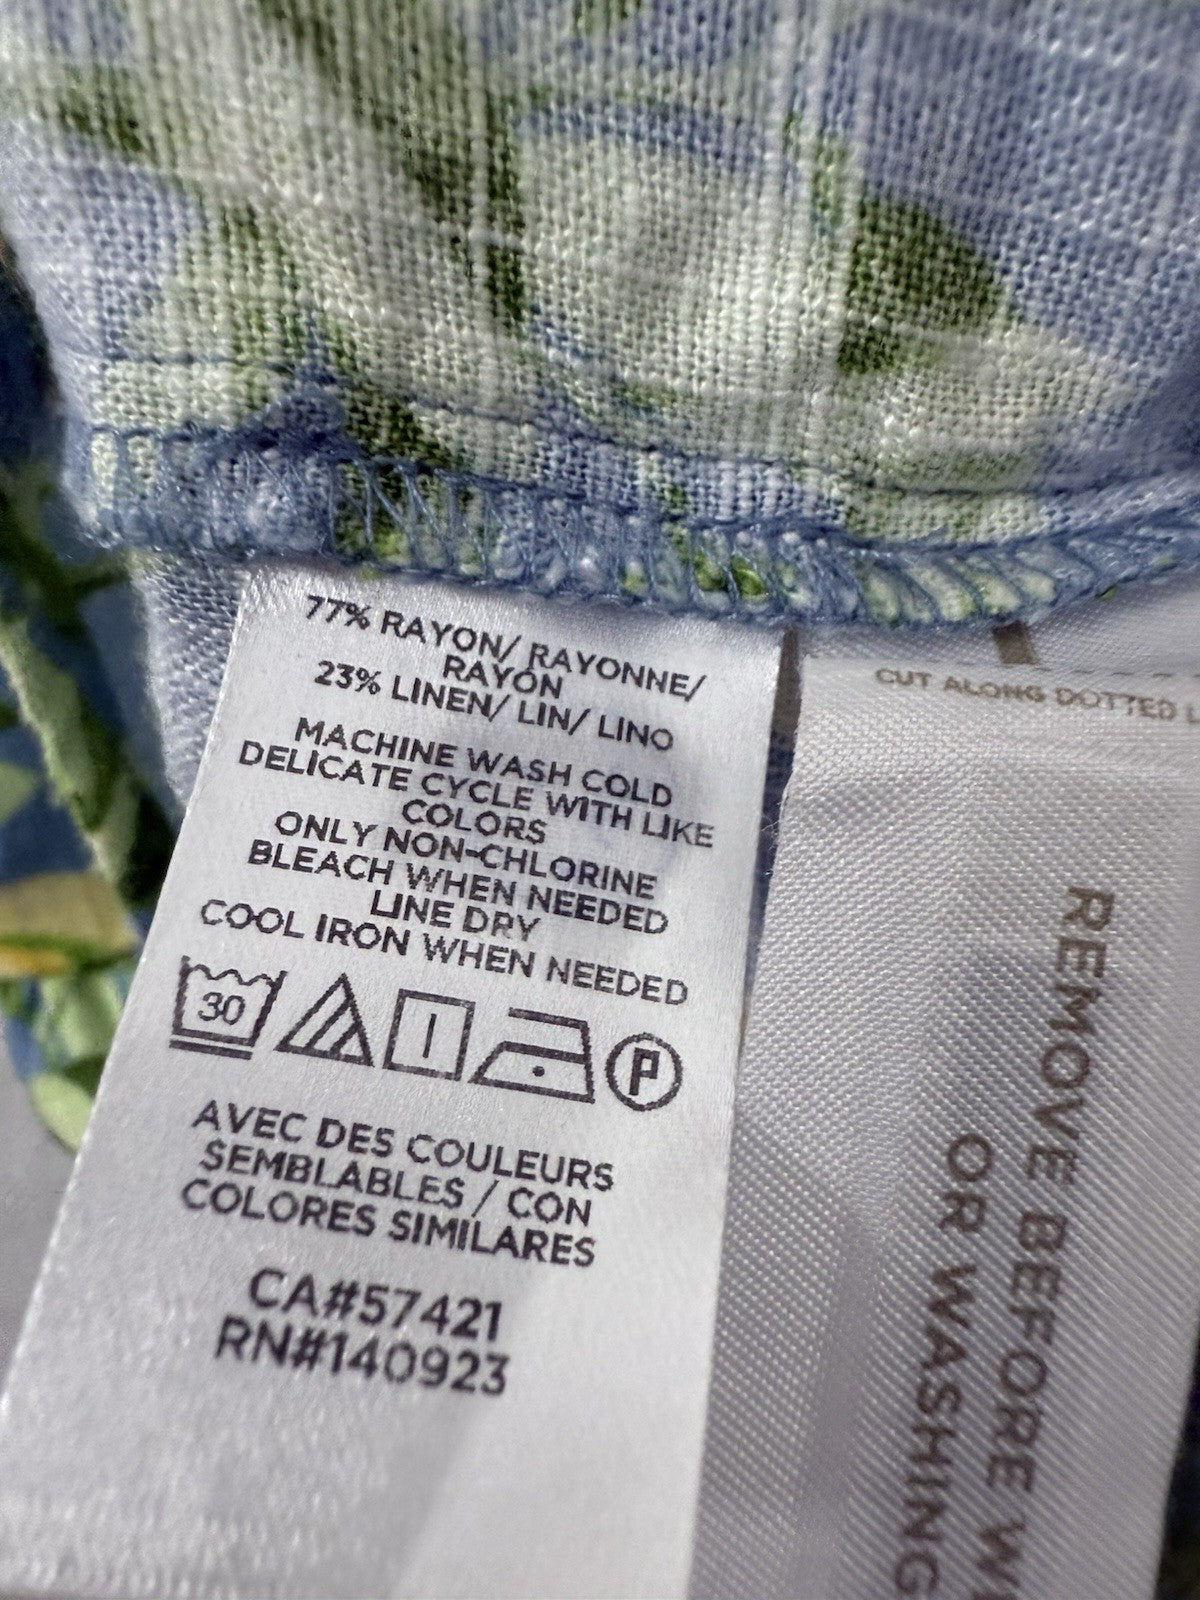 77% RAYON/ RAYONNE/
RAYÓN
23% LINEN/ LIN/ LINO
MACHINE WASH COLD
DELICATE CYCLE WITH LIKE
COLORS
ONLY NON-CHLORINE
BLEACH WHEN NEEDED
LINE DRY
COOL IRON WHEN NEEDED
30
P
AVEC DES COULEURS
SEMBLABLES / CON
COLORES SIMILARES
CA#57421
RN#140923
CUT ALONG DOTTED
REMOVE BEFORE
OR WASHING